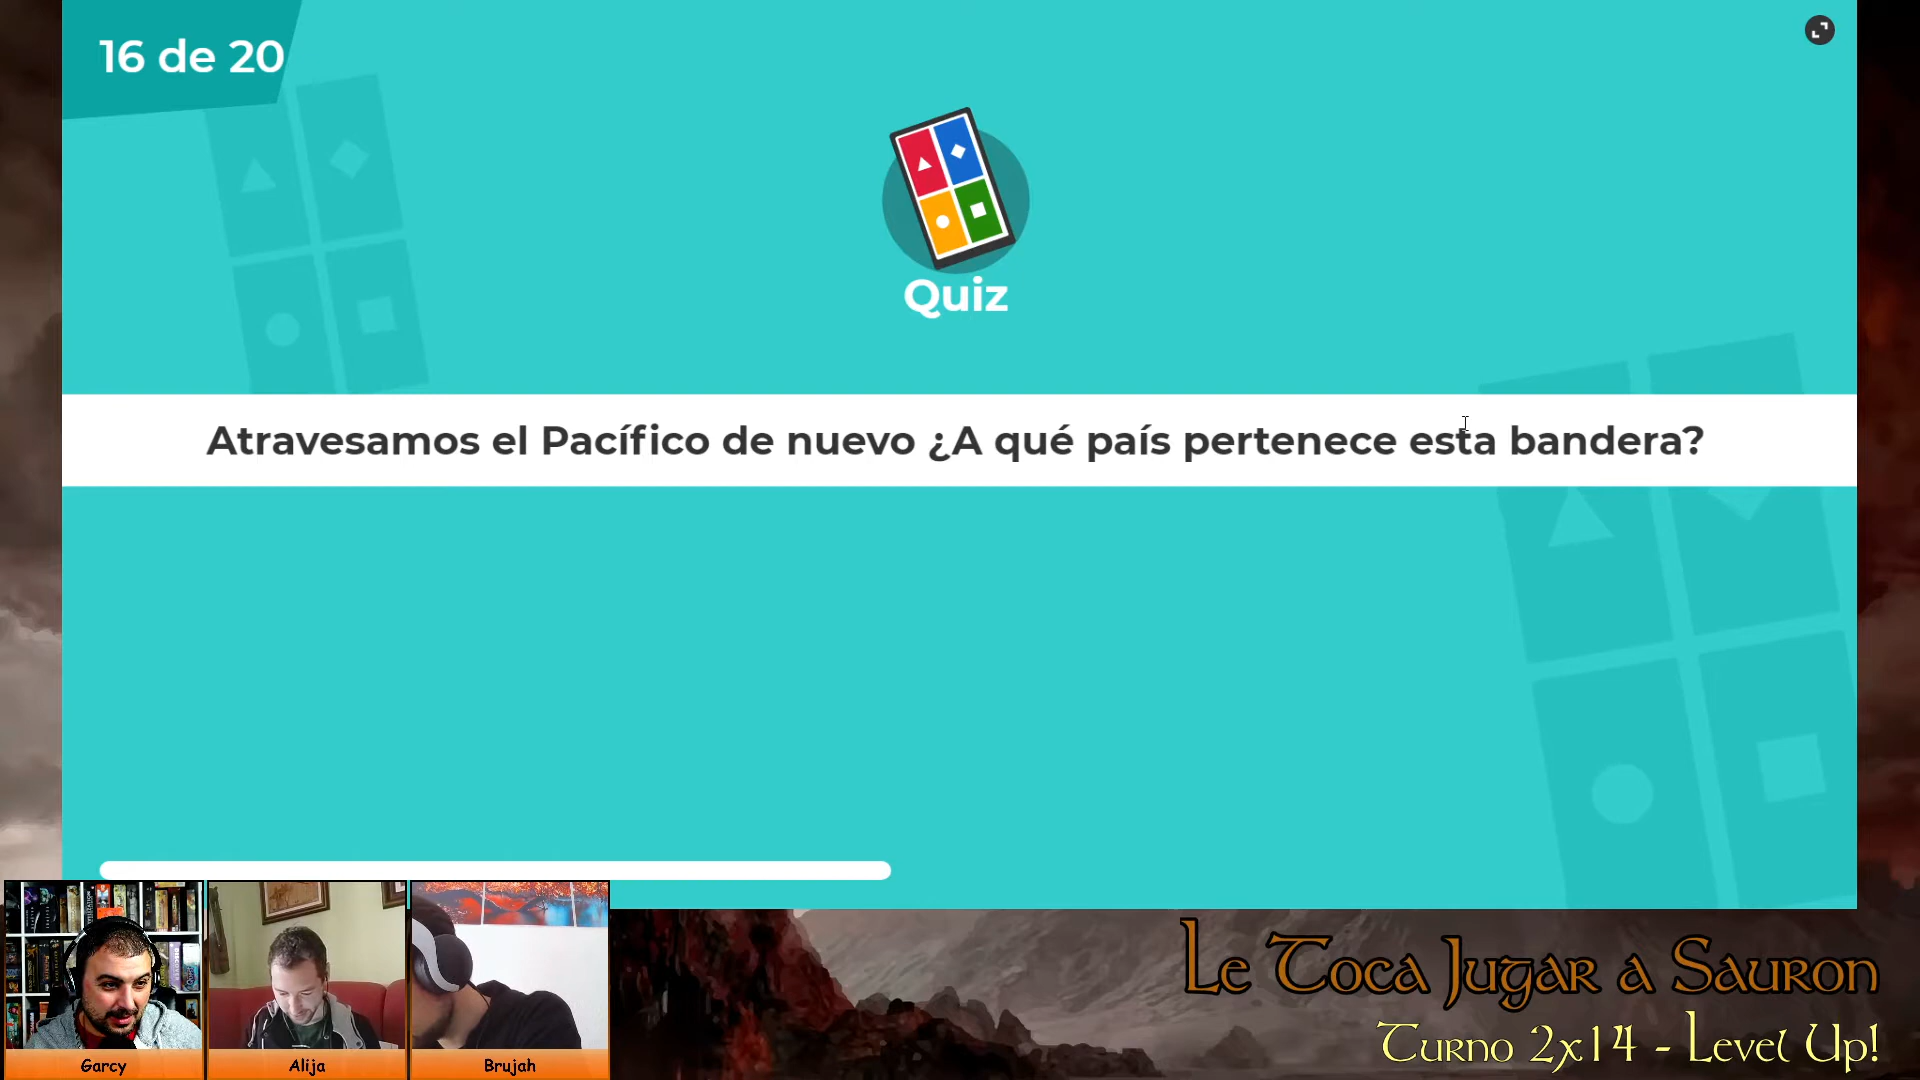 16 de 20
Quiz
Atravesamos el Pacífico de nuevo ¿A qué país pertenece esta bandera?
Garcy
Alija
Brujah
Le Toca Jugar a Sauron
Turno 2x14 - Level Up!